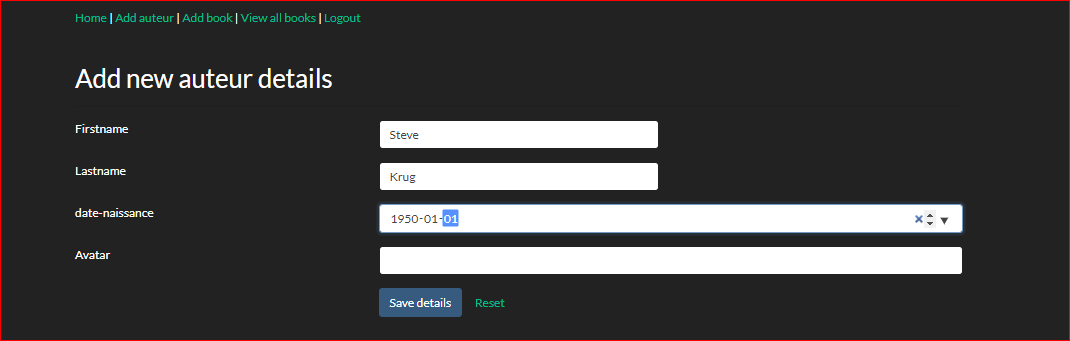 Home | Add auteur | Add book | View all books | Logout
Add new auteur details
Firstname Steve
Lastname Krug
date-naissance 1950-01-01
Avatar
Save details Reset